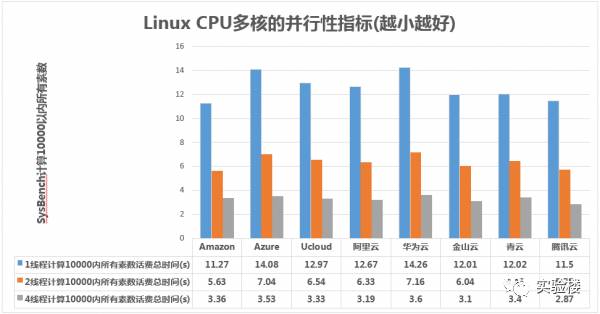 Linux CPU多核的并行性指标(越小越好)
SysBench计算10000以内所有素数
16
14
12
10
8
6
4
2
0
Amazon Azure Ucloud 阿里云 华为云 金山云 青云 腾讯云
1线程计算10000内所有素数话费总时间(s) 11.27 14.08 12.97 12.67 14.26 12.01 12.02 11.5
2线程计算10000内所有素数话费总时间(s) 5.63 7.04 6.54 6.33 7.16 6.04
4线程计算10000内所有素数话费总时间(s) 3.36 3.53 3.33 3.19 3.6 3.1 3.4 2.87
实验楼